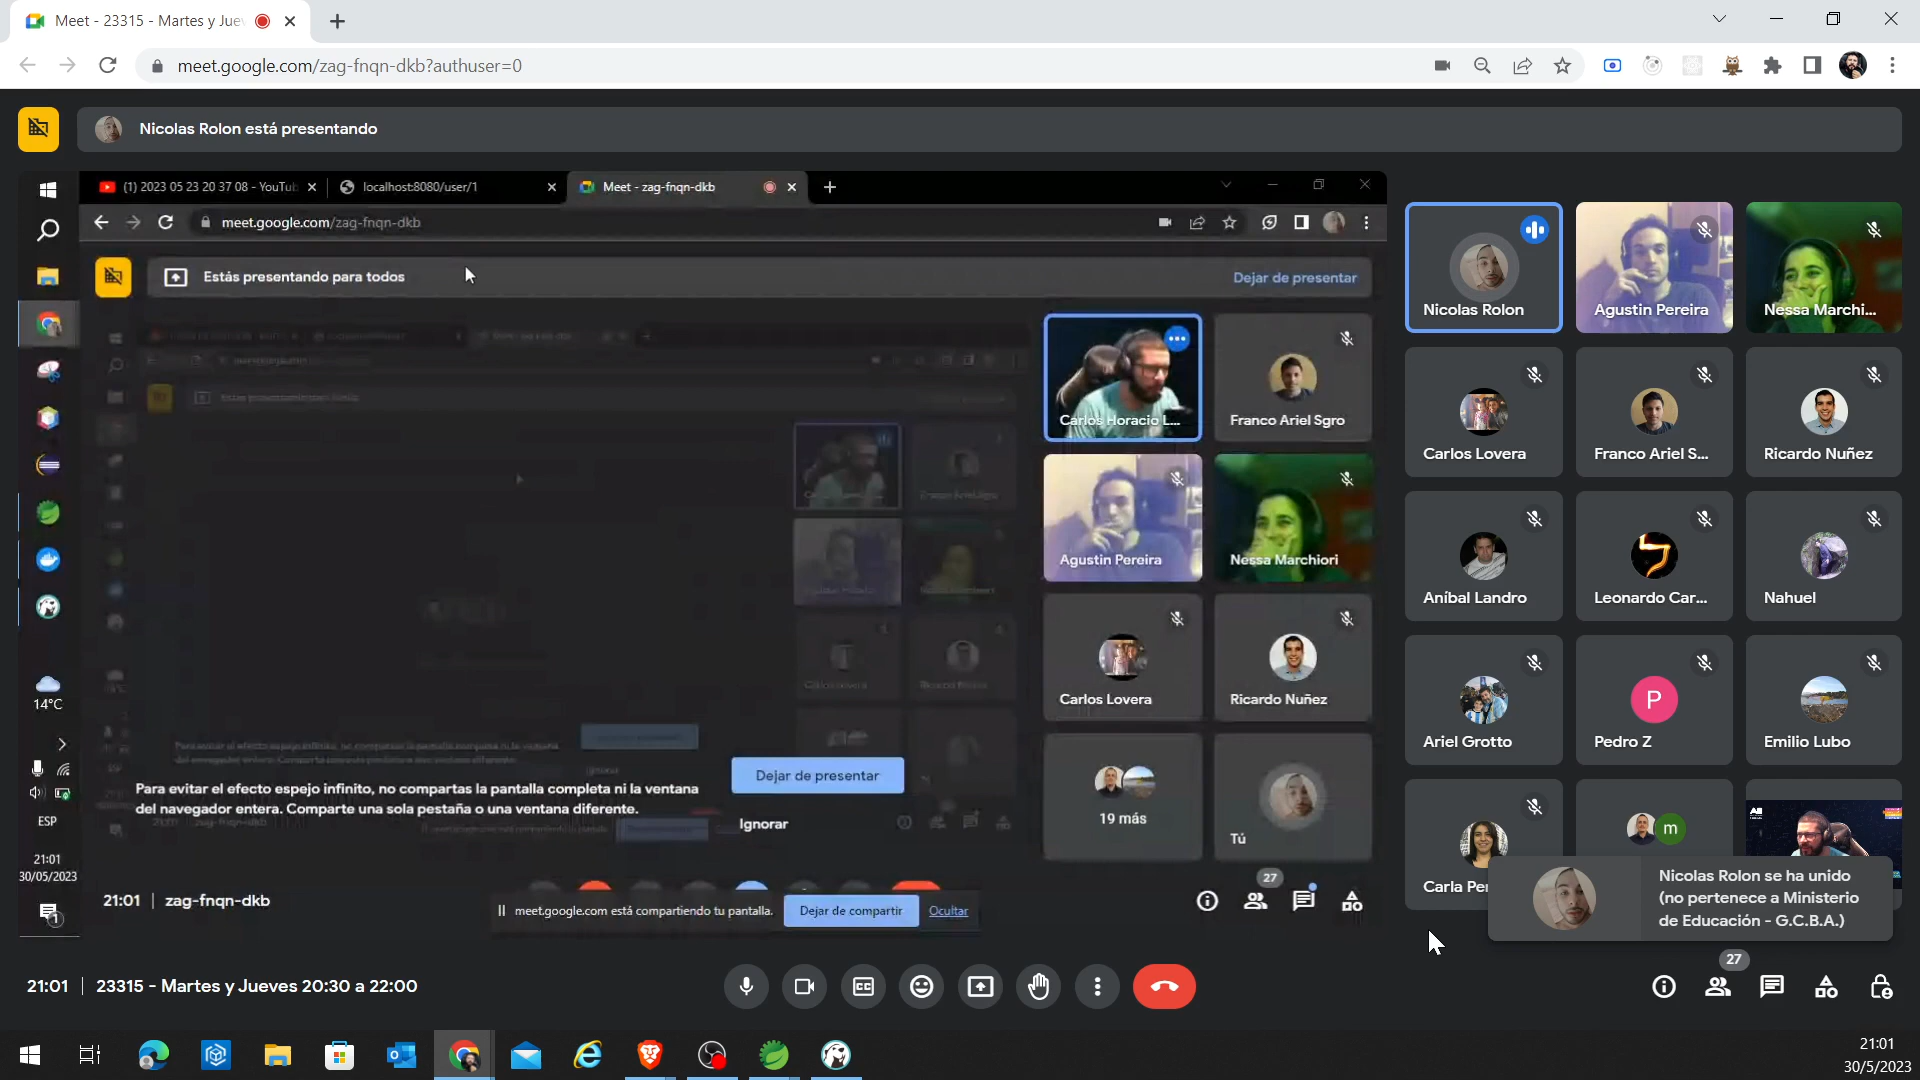 Meet - 23315 - Martes y Jue
meet.google.com/zag-fnqn-dkb?authuser=0
Nicolas Rolon está presentando
(1) 2023 05 23 20 37 08 - YouTub
localhost:8080/user/1
Meet - zag-fnqn-dkb
meet.google.com/zag-fnqn-dkb
Estás presentando para todos
Dejar de presentar
Carlos Horacio L...
Franco Ariel Sgro
Agustin Pereira
Nessa Marchiori
Carlos Lovera
Ricardo Nuñez
19 más
Tú
Para evitar el efecto espejo infinito, no compartas la pantalla completa ni la ventana
del navegador entera. Comparte una sola pestaña o una ventana diferente.
Dejar de presentar
Ignorar
14°C
ESP
21:01
30/05/2023
1
21:01 | zag-fnqn-dkb
meet.google.com está compartiendo tu pantalla.
Dejar de compartir
Ocultar
27
Nicolas Rolon
Agustin Pereira
Nessa Marchi...
Carlos Lovera
Franco Ariel S...
Ricardo Nuñez
Aníbal Landro
Leonardo Car...
Nahuel
Ariel Grotto
P
Pedro Z
Emilio Lubo
Carla Pe
m
Nicolas Rolon se ha unido
(no pertenece a Ministerio
de Educación - G.C.B.A.)
21:01 | 23315 - Martes y Jueves 20:30 a 22:00
27
21:01
30/5/2023